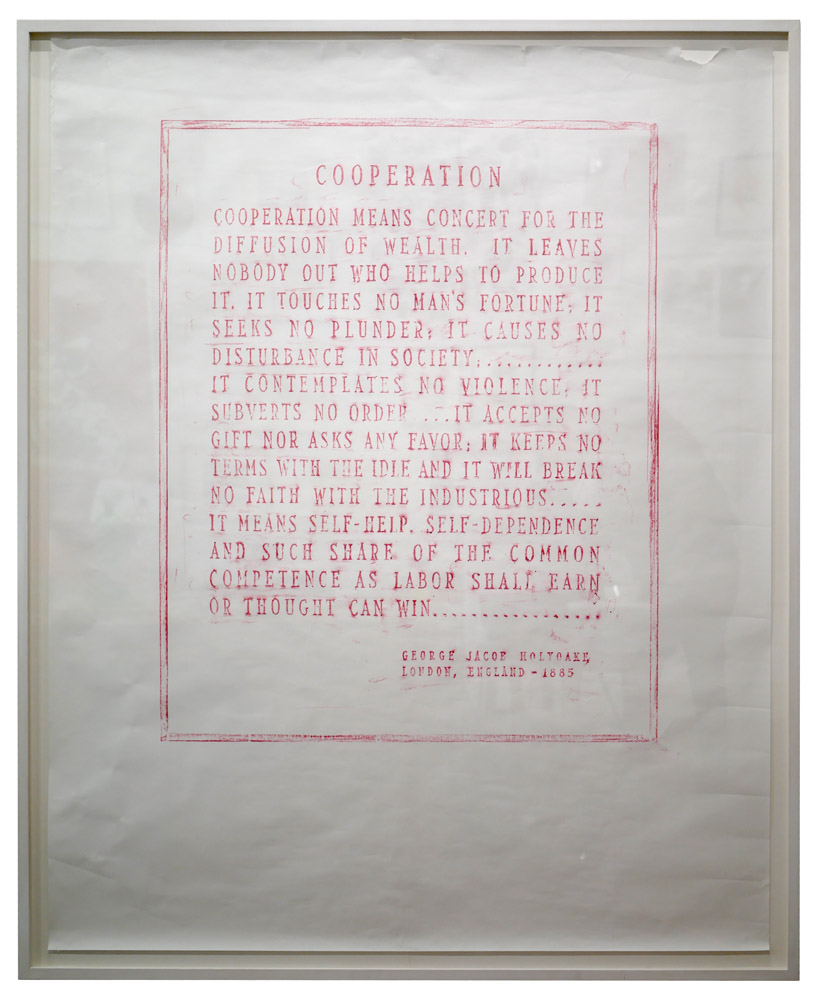 COOPERATION
COOPERATION MEANS CONCERT FOR THE
DIFFUSION OF WEALTH. IT LEAVES
NOBODY OUT WHO HELPS TO PRODUCE
IT. IT TOUCHES NO MAN'S FORTUNE; IT
SEEKS NO PLUNDER; IT CAUSES NO
DISTURBANCE IN SOCIETY;............
IT CONTEMPLATES NO VIOLENCE; IT
SUBVERTS NO ORDER ...IT ACCEPTS NO
GIFT NOR ASKS ANY FAVOR; IT KEEPS NO
TERMS WITH THE IDLE AND IT WILL BREAK
NO FAITH WITH THE INDUSTRIOUS.....
IT MEANS SELF-HELP. SELF-DEPENDENCE
AND SUCH SHARE OF THE COMMON
COMPETENCE AS LABOR SHALL EARN
OR THOUGHT CAN WIN.................
GEORGE JACOB HOLYOAKE,
LONDON, ENGLAND - 1885